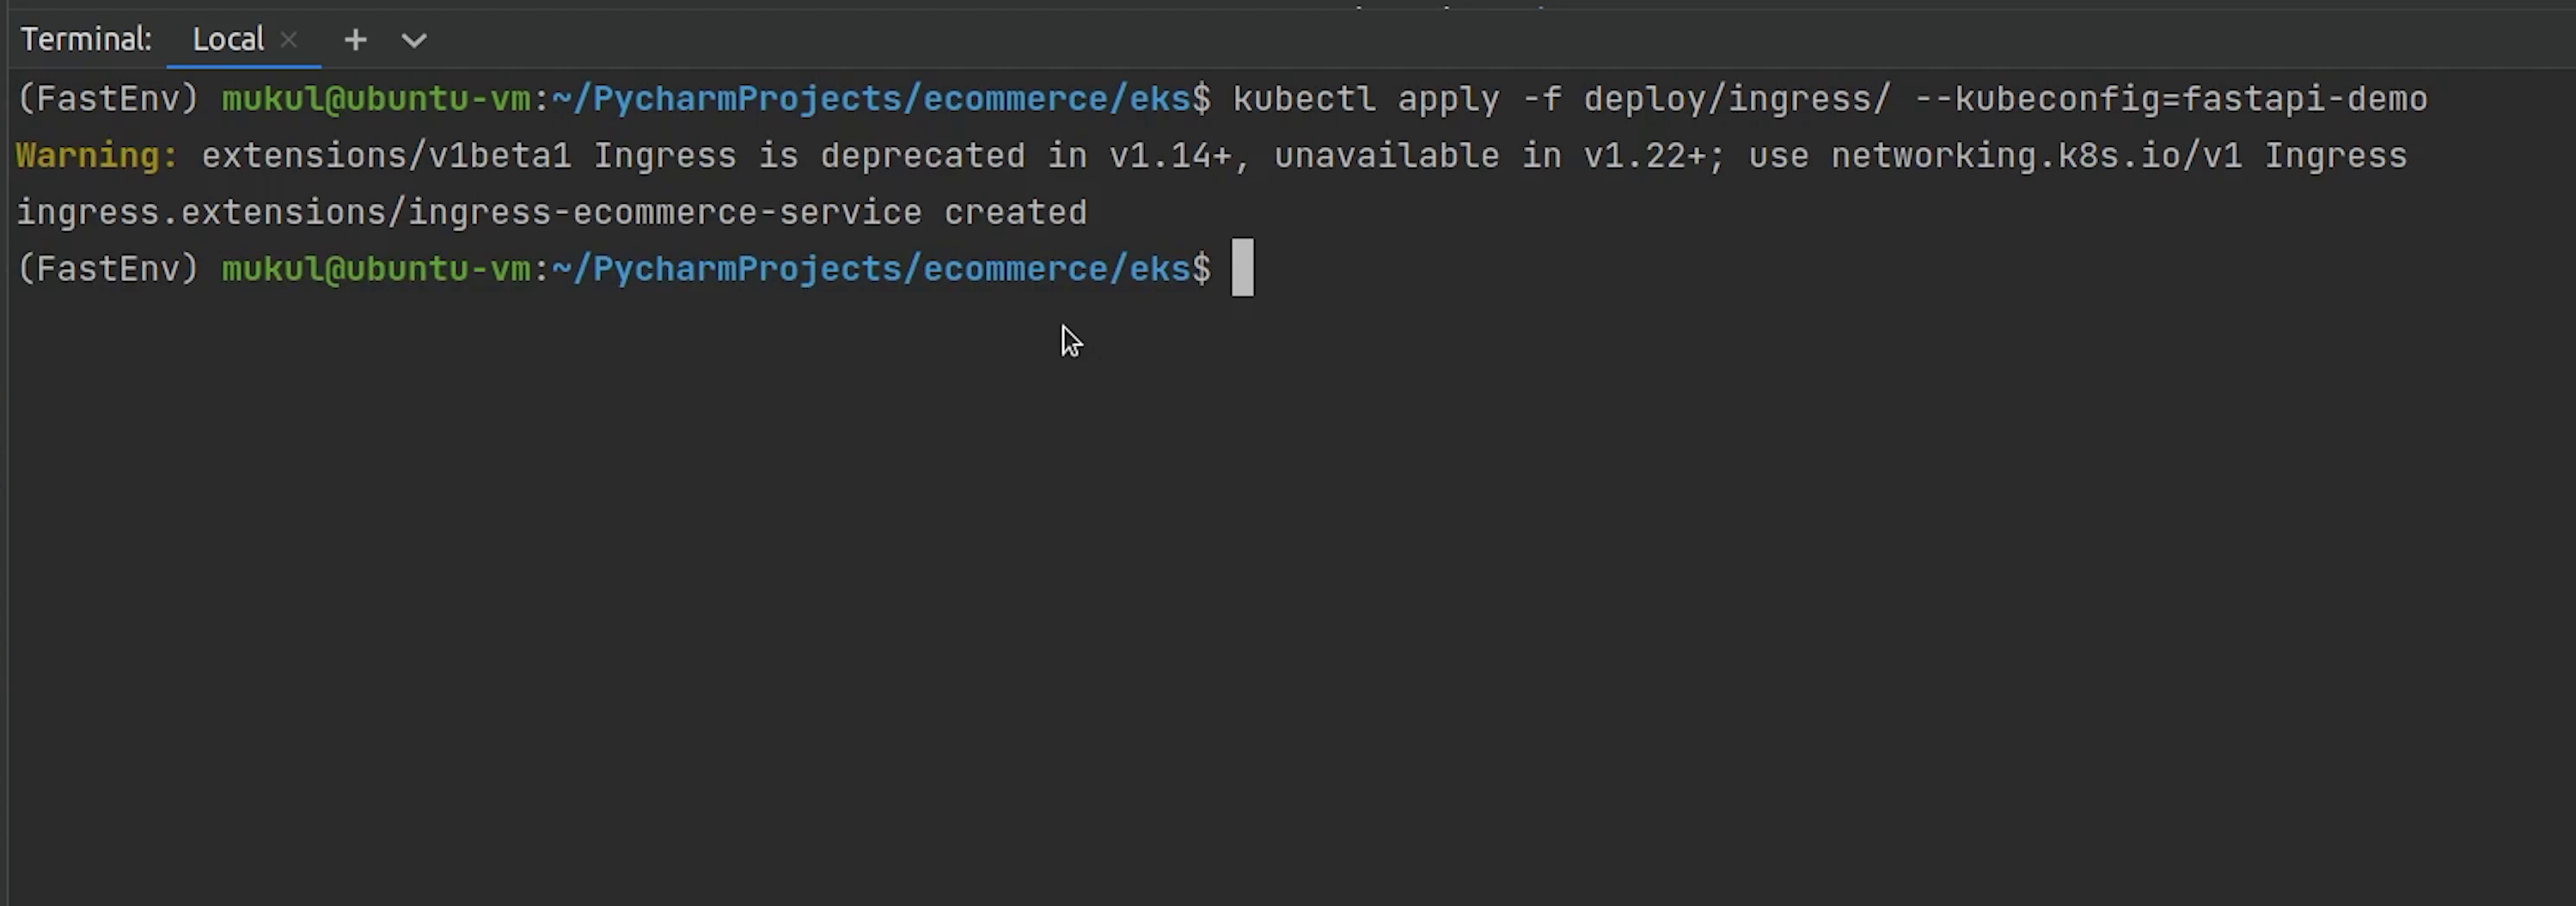 Terminal: Local × + 
(FastEnv) mukul@ubuntu-vm:~/PycharmProjects/ecommerce/eks$ kubectl apply -f deploy/ingress/ --kubeconfig=fastapi-demo
Warning: extensions/v1beta1 Ingress is deprecated in v1.14+, unavailable in v1.22+; use networking.k8s.io/v1 Ingress
ingress.extensions/ingress-ecommerce-service created
(FastEnv) mukul@ubuntu-vm:~/PycharmProjects/ecommerce/eks$